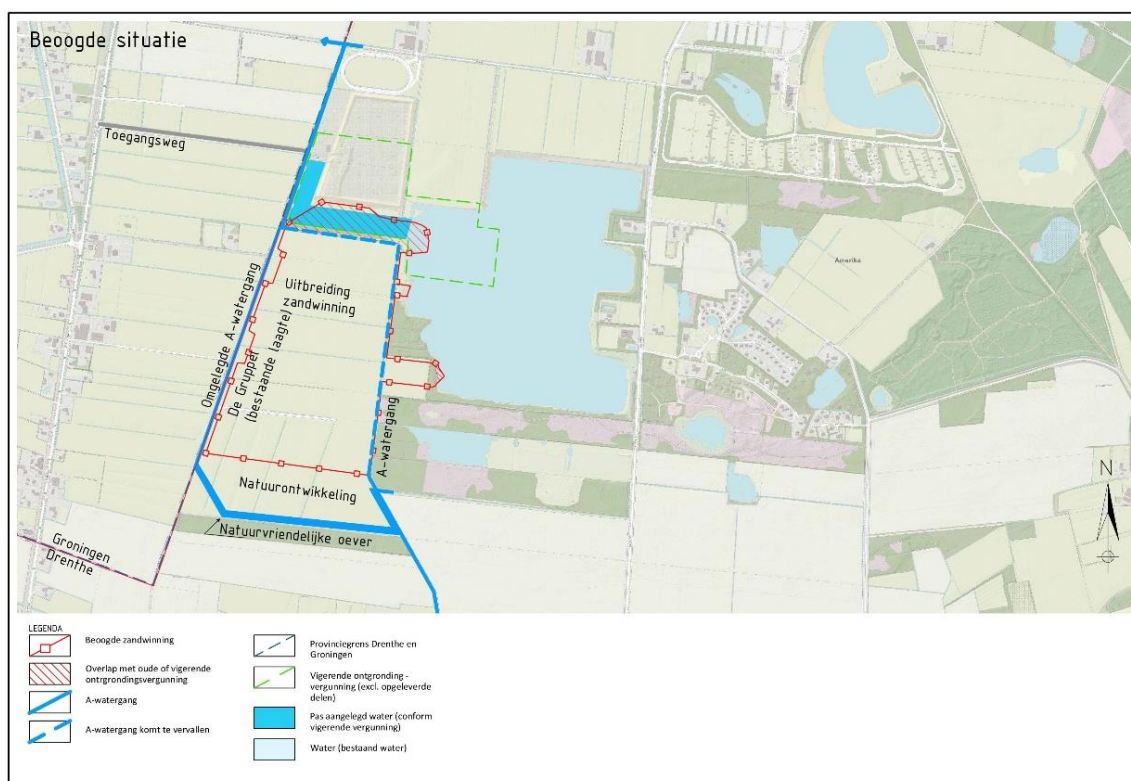 Beoogde situatie
Toegangsweg
Omgelegde A-watergang
De Gruppel
(bestaande laagte)
Uitbreiding
zandwinning
A-watergang
Amerika
Natuurontwikkeling
Natuurvriendelijke oever
Groningen
Drenthe
N
LEGENDA
Beoogde zandwinning
Overlap met oude of vigerende
ontgrondingsvergunning
A-watergang
A-watergang komt te vervallen
Provinciegrens Drenthe en
Groningen
Vigerende ontgronding -
vergunning (excl. opgeleverde
delen)
Pas aangelegd water (conform
vigerende vergunning)
Water (bestaand water)